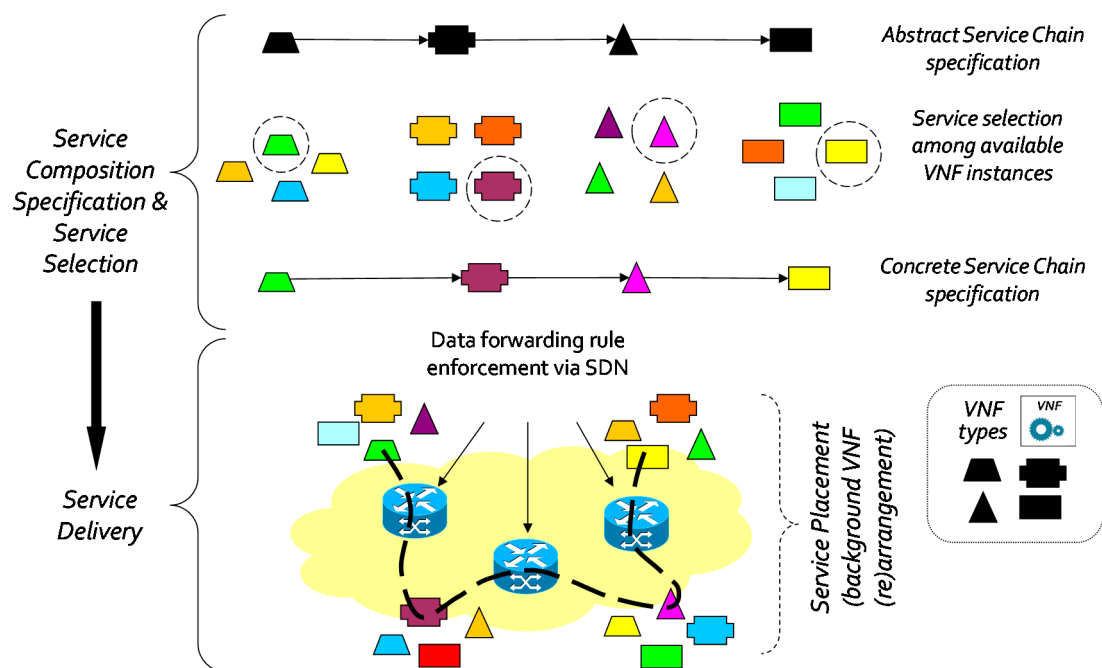 Abstract Service Chain
specification
Service
Composition
Specification &
Service
Selection
Service selection
among available
VNF instances
Concrete Service Chain
specification
Data forwarding rule
enforcement via SDN
Service
Delivery
Service Placement
(background VNF
(re)arrangement)
VNF
types
VNF